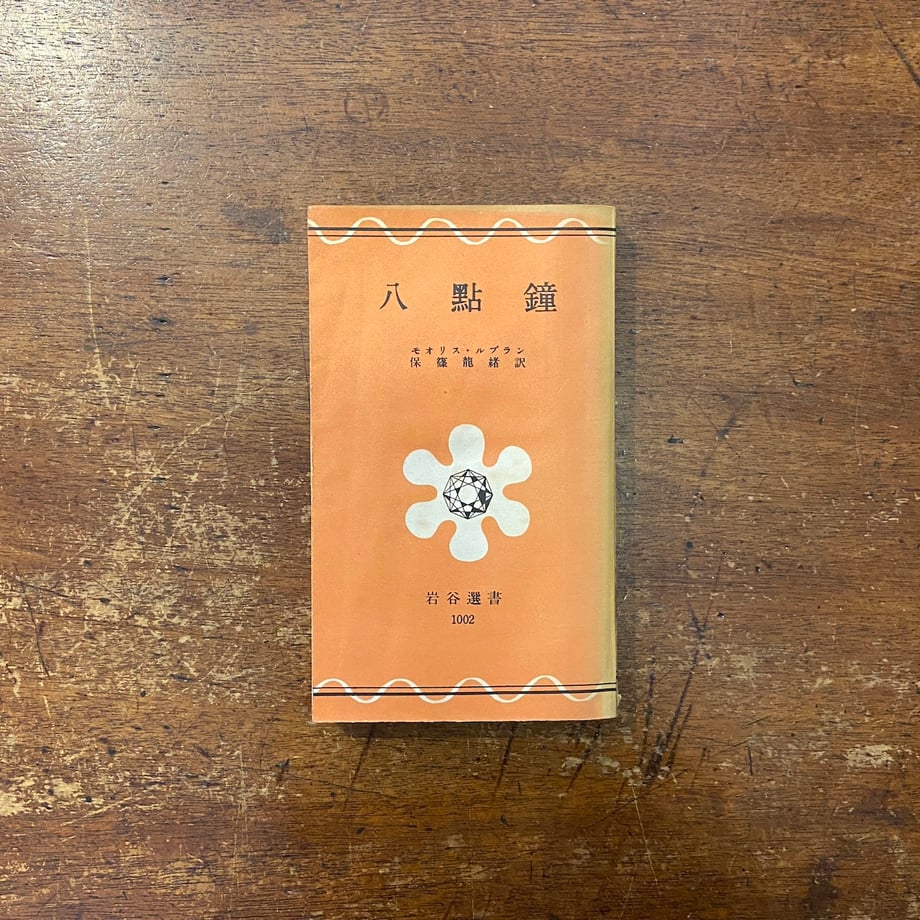 八點鐘
モオリス・ルブラン
保篠龍緒訳
岩谷選書
1002